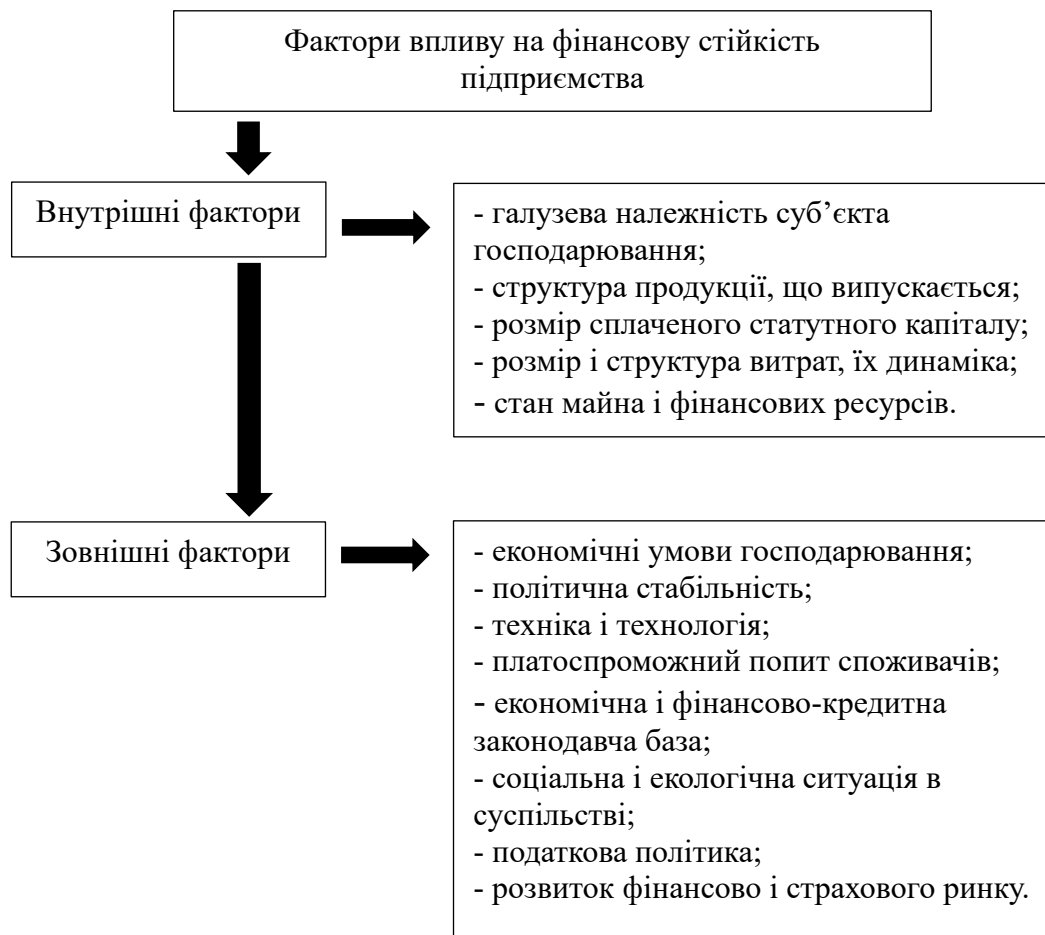 Фактори впливу на фінансову стійкість
підприємства
Внутрішні фактори
- галузева належність суб’єкта
господарювання;
- структура продукції, що випускається;
- розмір сплаченого статутного капіталу;
- розмір і структура витрат, їх динаміка;
- стан майна і фінансових ресурсів.
Зовнішні фактори
- економічні умови господарювання;
- політична стабільність;
- техніка і технологія;
- платоспроможний попит споживачів;
- економічна і фінансово-кредитна
законодавча база;
- соціальна і екологічна ситуація в
суспільстві;
- податкова політика;
- розвиток фінансово і страхового ринку.